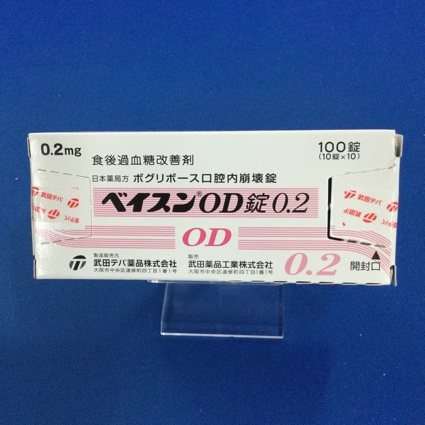 0.2mg
食後過血糖改善剤
100錠
(10錠×10)
日本薬局方 ボグリボース口腔内崩壊錠
ベイスン®OD錠0.2
武田テバ
OD
0.2
製造販売元
武田テバ薬品株式会社
大阪市中央区道修町四丁目1番1号
販売
武田薬品工業株式会社
大阪市中央区道修町四丁目1番1号
開封口